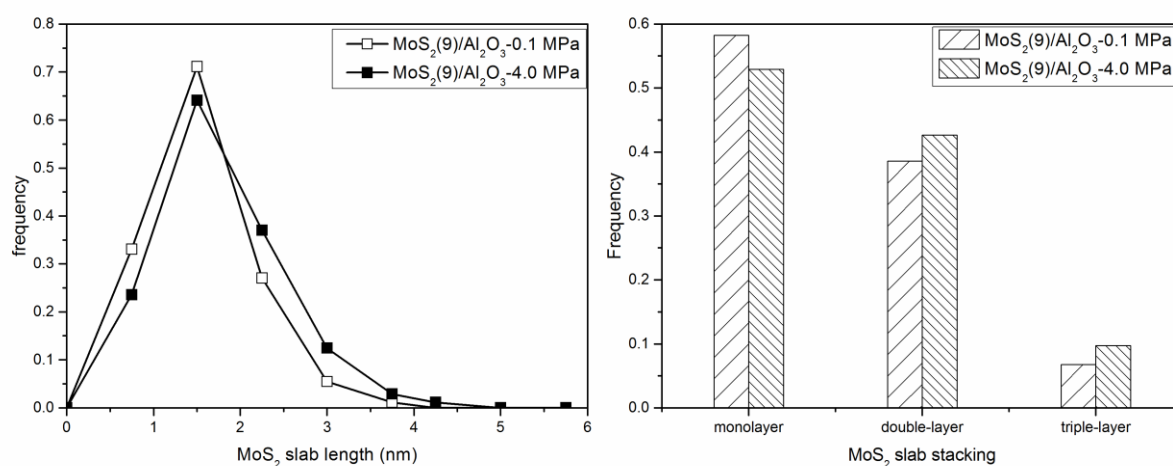 0.8
0.7
0.6
0.5
0.4
0.3
0.2
0.1
0.0
frequency
MoS₂(9)/Al₂O₃-0.1 MPa
MoS₂(9)/Al₂O₃-4.0 MPa
0 1 2 3 4 5 6
MoS₂ slab length (nm)
0.6
0.5
0.4
0.3
0.2
0.1
0.0
Frequency
MoS₂(9)/Al₂O₃-0.1 MPa
MoS₂(9)/Al₂O₃-4.0 MPa
monolayer double-layer triple-layer
MoS₂ slab stacking